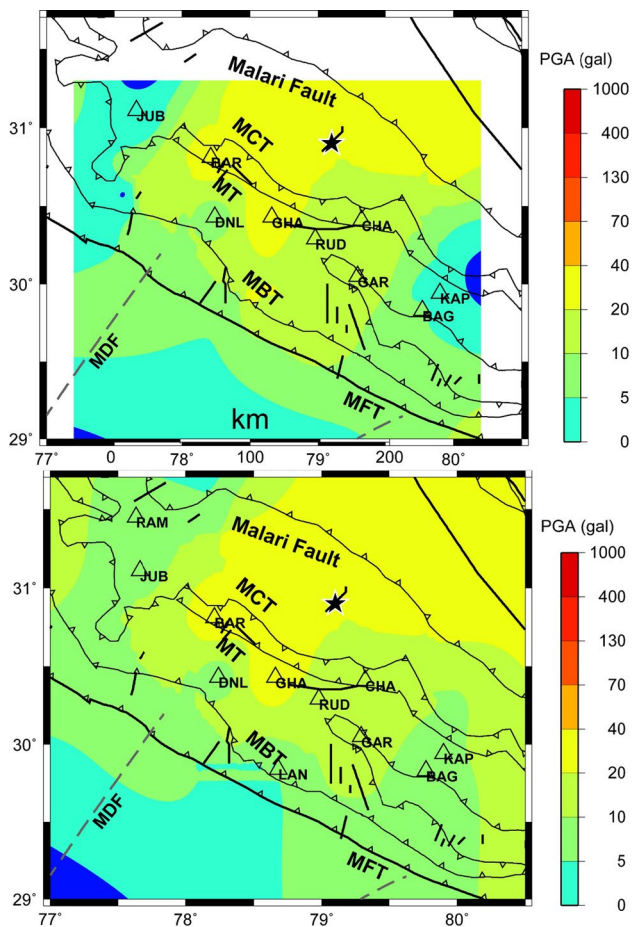 PGA (gal)
Malari Fault
1000
JUB
31°
MCT
400
BAR
130
MT
DNL
GHA
CHA
70
RUD
40
30°
GAR
MBT
KAP
20
BAG
MDF
10
MFT
5
km
29°
0
77°
0
78°
100
79°
200
80°
PGA (gal)
RAM
Malari Fault
1000
JUB
31°
MCT
400
BAR
130
MT
DNL
GHA
CHA
70
RUD
40
30°
GAR
MBT
KAP
20
LAN
BAG
MDF
10
MFT
5
29°
0
77°
78°
79°
80°